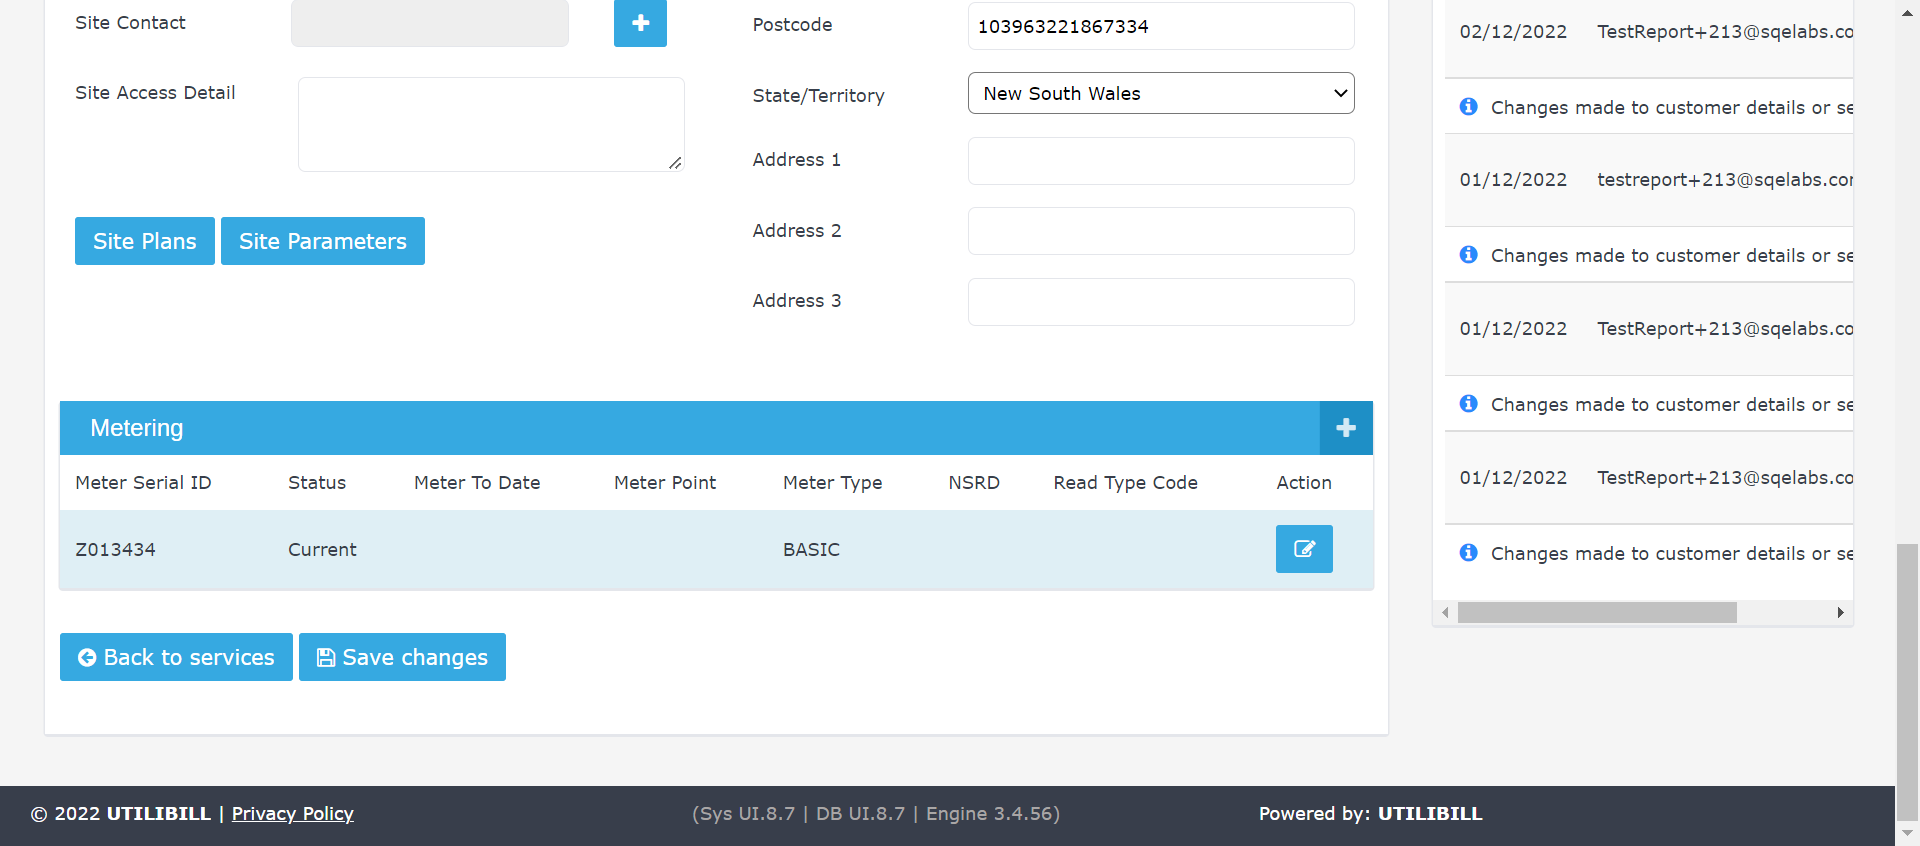 Site Contact
Site Access Detail
Site Plans
Site Parameters
Postcode
103963221867334
State/Territory
New South Wales
Address 1
Address 2
Address 3
Metering
Meter Serial ID Status Meter To Date Meter Point Meter Type NSRD Read Type Code Action
Z013434 Current BASIC
Back to services
Save changes
02/12/2022 TestReport+213@sqelabs.co
Changes made to customer details or se
01/12/2022 testreport+213@sqelabs.cor
Changes made to customer details or se
01/12/2022 TestReport+213@sqelabs.co
Changes made to customer details or se
01/12/2022 TestReport+213@sqelabs.co
Changes made to customer details or se
© 2022 UTILIBILL | Privacy Policy
(Sys UI.8.7 | DB UI.8.7 | Engine 3.4.56)
Powered by: UTILIBILL